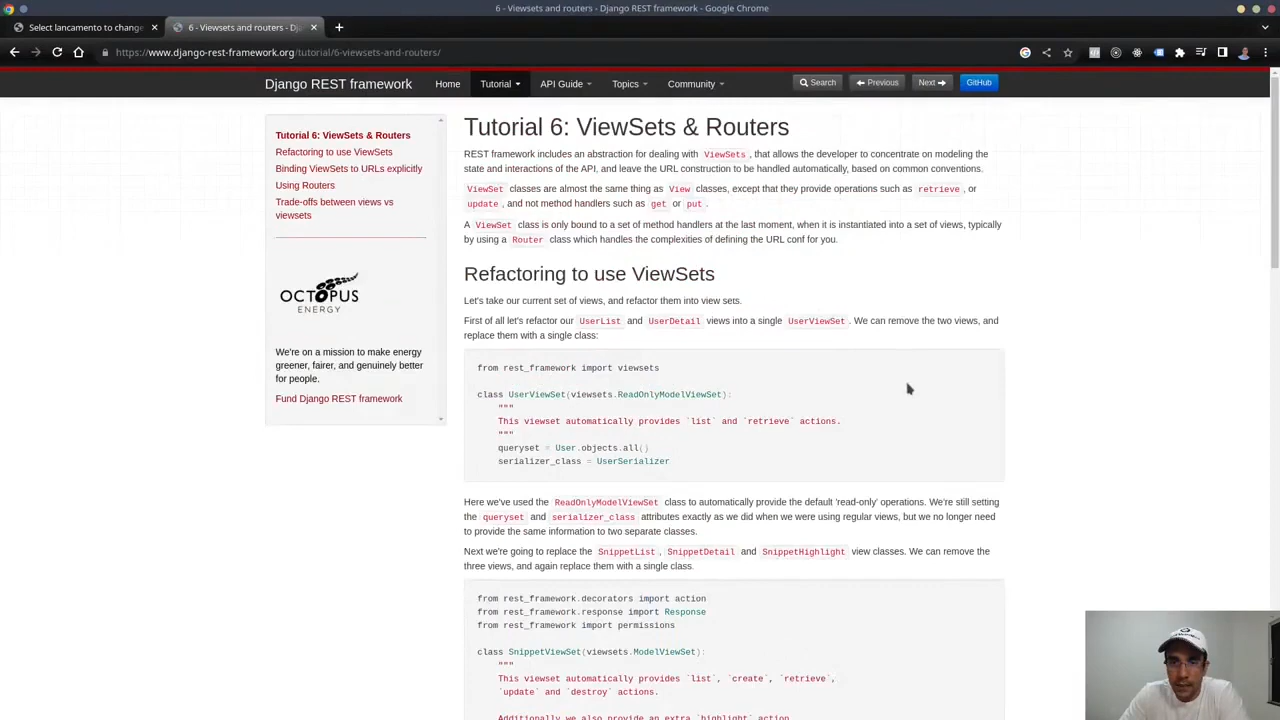 6 - Viewsets and routers - Django REST framework - Google Chrome
Select lancamento to change
6 - Viewsets and routers - Dj
https://www.django-rest-framework.org/tutorial/6-viewsets-and-routers/
Django REST framework
Home
Tutorial
API Guide
Topics
Community
Search
Previous
Next
GitHub
Tutorial 6: ViewSets & Routers
Refactoring to use ViewSets
Binding ViewSets to URLs explicitly
Using Routers
Trade-offs between views vs
viewsets
OCTOPUS
ENERGY
We're on a mission to make energy
greener, fairer, and genuinely better
for people.
Fund Django REST framework
Tutorial 6: ViewSets & Routers
REST framework includes an abstraction for dealing with ViewSets, that allows the developer to concentrate on modeling the
state and interactions of the API, and leave the URL construction to be handled automatically, based on common conventions.
ViewSet classes are almost the same thing as View classes, except that they provide operations such as retrieve, or
update, and not method handlers such as get or put.
A ViewSet class is only bound to a set of method handlers at the last moment, when it is instantiated into a set of views, typically
by using a Router class which handles the complexities of defining the URL conf for you.
Refactoring to use ViewSets
Let's take our current set of views, and refactor them into view sets.
First of all let's refactor our UserList and UserDetail views into a single UserViewSet. We can remove the two views, and
replace them with a single class:
from rest_framework import viewsets
class UserViewSet(viewsets.ReadOnlyModelViewSet):
"""
This viewset automatically provides `list` and `retrieve` actions.
"""
queryset = User.objects.all()
serializer_class = UserSerializer
Here we've used the ReadOnlyModelViewSet class to automatically provide the default 'read-only' operations. We're still setting
the queryset and serializer_class attributes exactly as we did when we were using regular views, but we no longer need
to provide the same information to two separate classes.
Next we're going to replace the SnippetList, SnippetDetail and SnippetHighlight view classes. We can remove the
three views, and again replace them with a single class.
from rest_framework.decorators import action
from rest_framework.response import Response
from rest_framework import permissions
class SnippetViewSet(viewsets.ModelViewSet):
"""
This viewset automatically provides `list`, `create`, `retrieve`,
`update` and `destroy` actions.
Additionally we also provide an extra `highlight` action.